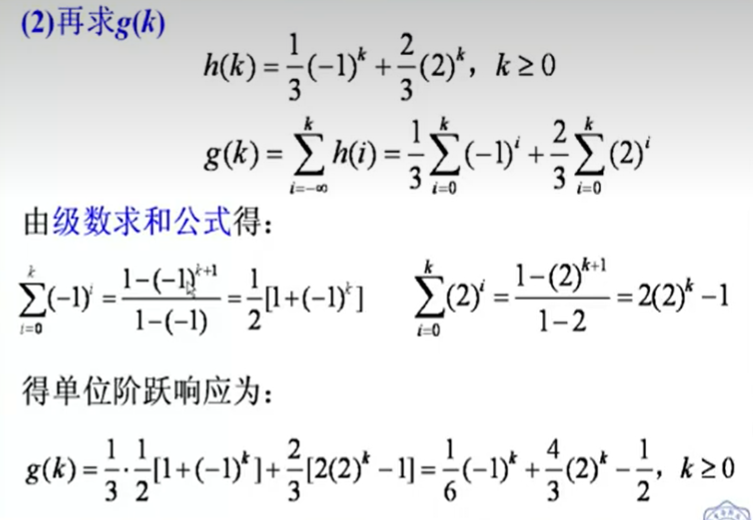 (2)再求g(k)
h(k) = \frac{1}{3}(-1)^k + \frac{2}{3}(2)^k, k ≥ 0
g(k) = \sum_{i=-∞}^{k} h(i) = \frac{1}{3}\sum_{i=0}^{k}(-1)^i + \frac{2}{3}\sum_{i=0}^{k}(2)^i
由级数求和公式得：
\sum_{i=0}^{k}(-1)^i = \frac{1-(-1)^{k+1}}{1-(-1)} = \frac{1}{2}[1+(-1)^k] \sum_{i=0}^{k}(2)^i = \frac{1-(2)^{k+1}}{1-2} = 2(2)^k - 1
得单位阶跃响应为：
g(k) = \frac{1}{3}·\frac{1}{2}[1+(-1)^k] + \frac{2}{3}[2(2)^k - 1] = \frac{1}{6}(-1)^k + \frac{4}{3}(2)^k - \frac{1}{2}, k ≥ 0